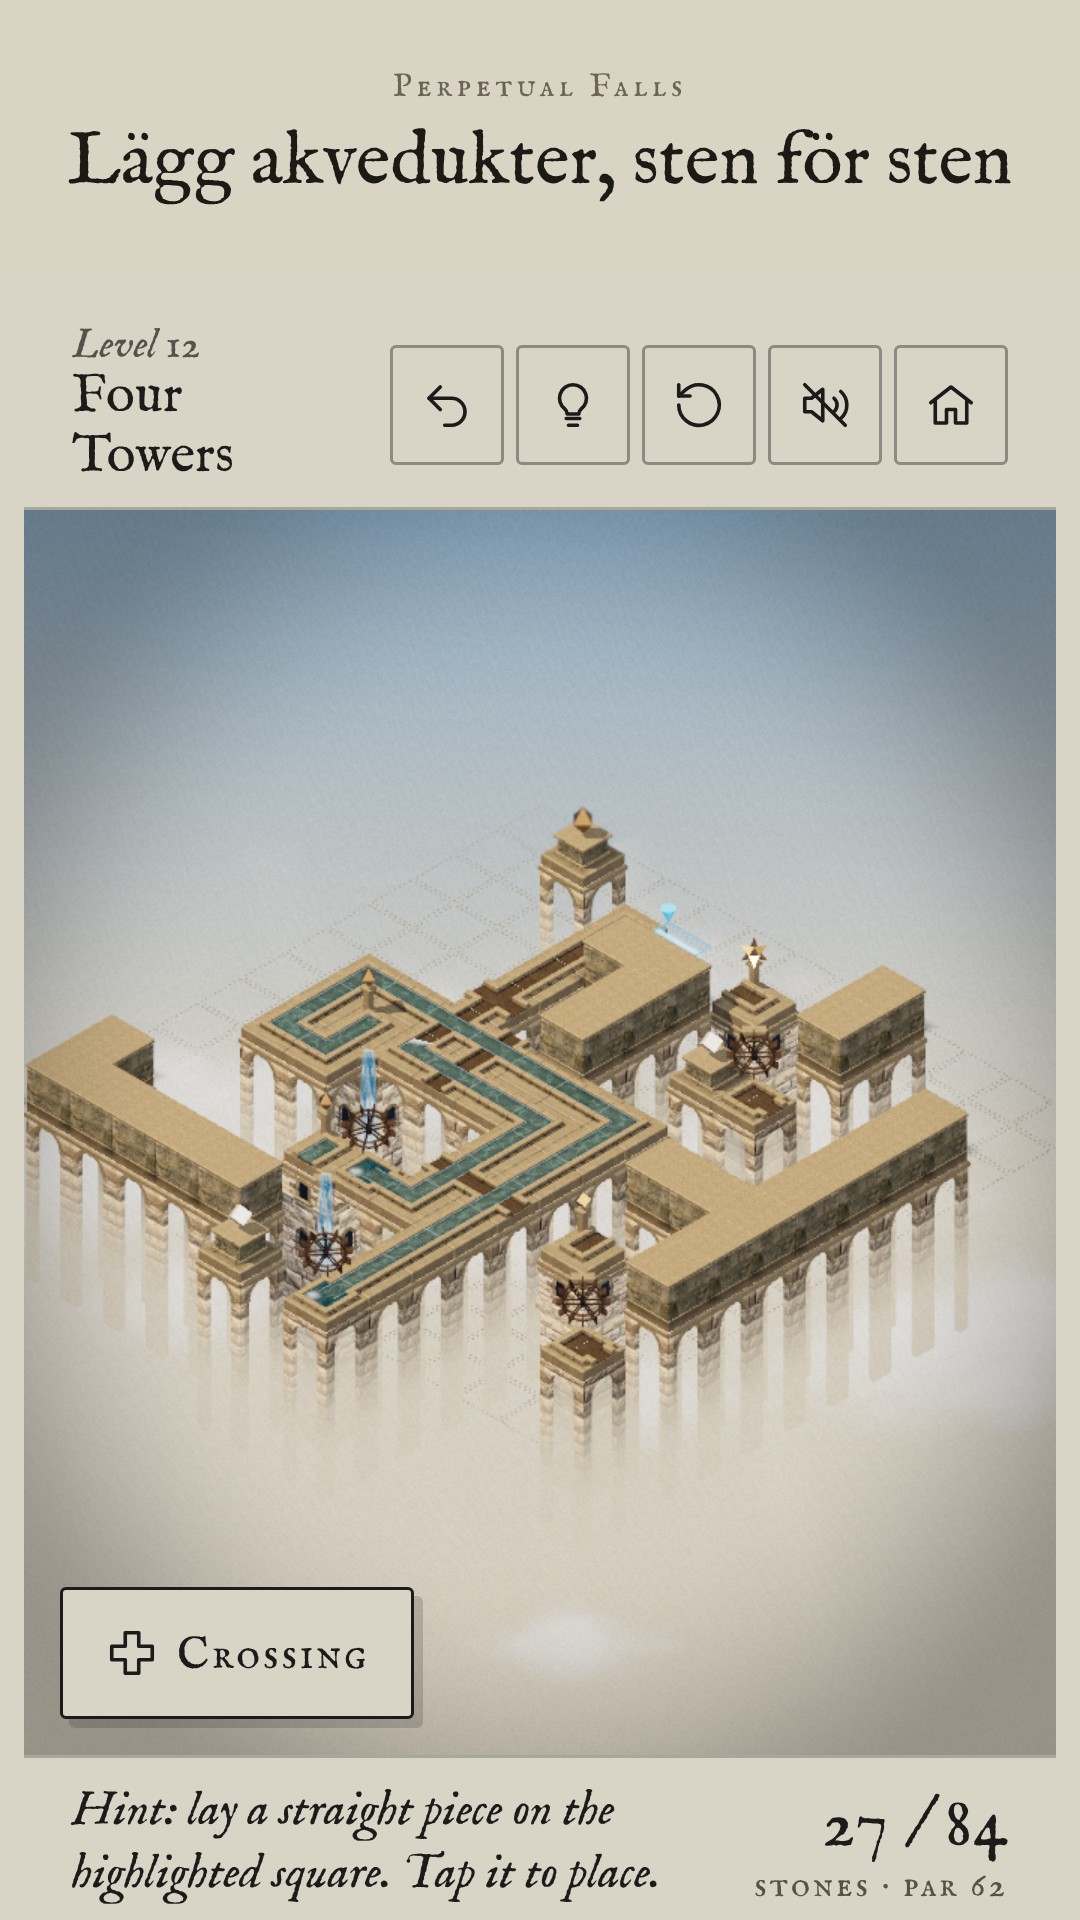 Perpetual Falls
Lägg akvedukter, sten för sten
Level 12
Four
Towers
Crossing
Hint: lay a straight piece on the
highlighted square. Tap it to place.
27 / 84
stones · par 62